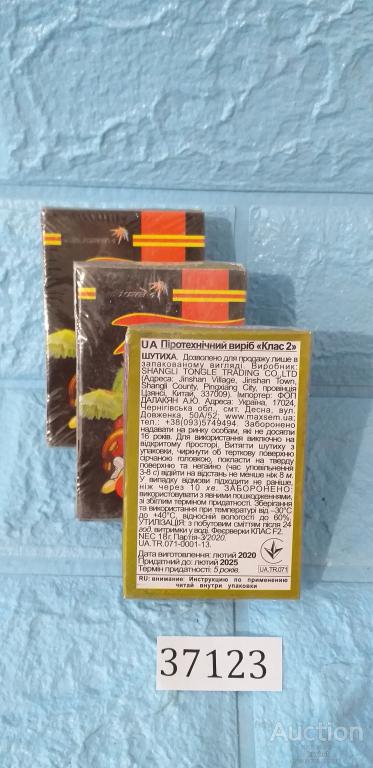 UA Піротехнічний виріб «Клас 2»
ШУТИХА. Дозволено для продажу лише в
запакованому вигляді. Виробник:
SHANGLI TONGLE TRADING CO.,LTD
(Адреса: Jinshan Village, Jinshan Town,
Shangli County, Pingxiang City, провінція
Цзянсі, Китай, 337009). Імпортер: ФОП
ДАЛАКЯН А.Ю. Адреса: Україна, 17024,
Чернігівська обл., смт. Десна, вул.
Довженка, 50А/52; www.maxsem.com.ua;
тел.: +38(093)5749494. Заборонено
надавати на ринку особам, які не досягли
16 років. Для використання виключно на
відкритому просторі. Витягти шутиху з
упаковки, чиркнути об терткову поверхню
сірчаною головкою, покласти на тверду
поверхню та негайно (час уповільнення
3-8 с) відійти на відстань не менше ніж 8 м.
У випадку відмови підходити не раніше,
ніж через 10 хв. ЗАБОРОНЕНО:
використовувати з явними пошкодженнями,
зі збітлим терміном придатності. Зберігання
та використання при температурі від –30°С
до +40°С, відносній вологості до 60%.
УТИЛІЗАЦІЯ: з побутовим сміттям після 24
год. витримки у воді. Феєрверки КЛАС F2.
NEC 18г. Партія-3/2020.
UA.TR.071-0001-13.
Дата виготовлення: лютий 2020
Придатний до: лютий 2025
Термін придатності: 5 років.
UA.TR.071
RU: внимание: Инструкцию по применению
читай внутри упаковки
37123
Auction